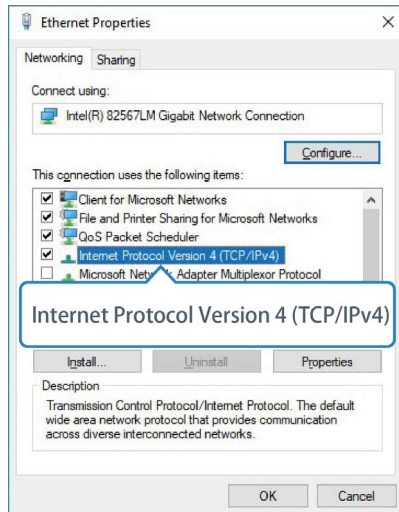 Ethernet Properties
Networking Sharing
Connect using:
Intel(R) 82567LM Gigabit Network Connection
Configure...
This connection uses the following items:
Client for Microsoft Networks
File and Printer Sharing for Microsoft Networks
QoS Packet Scheduler
Internet Protocol Version 4 (TCP/IPv4)
Microsoft Network Adapter Multiplexor Protocol
Internet Protocol Version 4 (TCP/IPv4)
Install... Uninstall Properties
Description
Transmission Control Protocol/Internet Protocol. The default
wide area network protocol that provides communication
across diverse interconnected networks.
OK Cancel